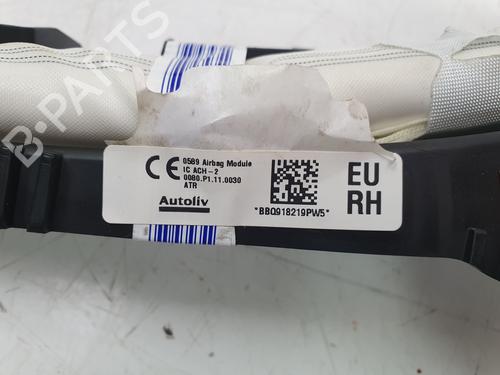 B-PARTS
CE
0589 Airbag Module
IC ACH-2
0080.P1.11.0030
ATR
Autoliv
*BBQ918219PW5*
EU
RH